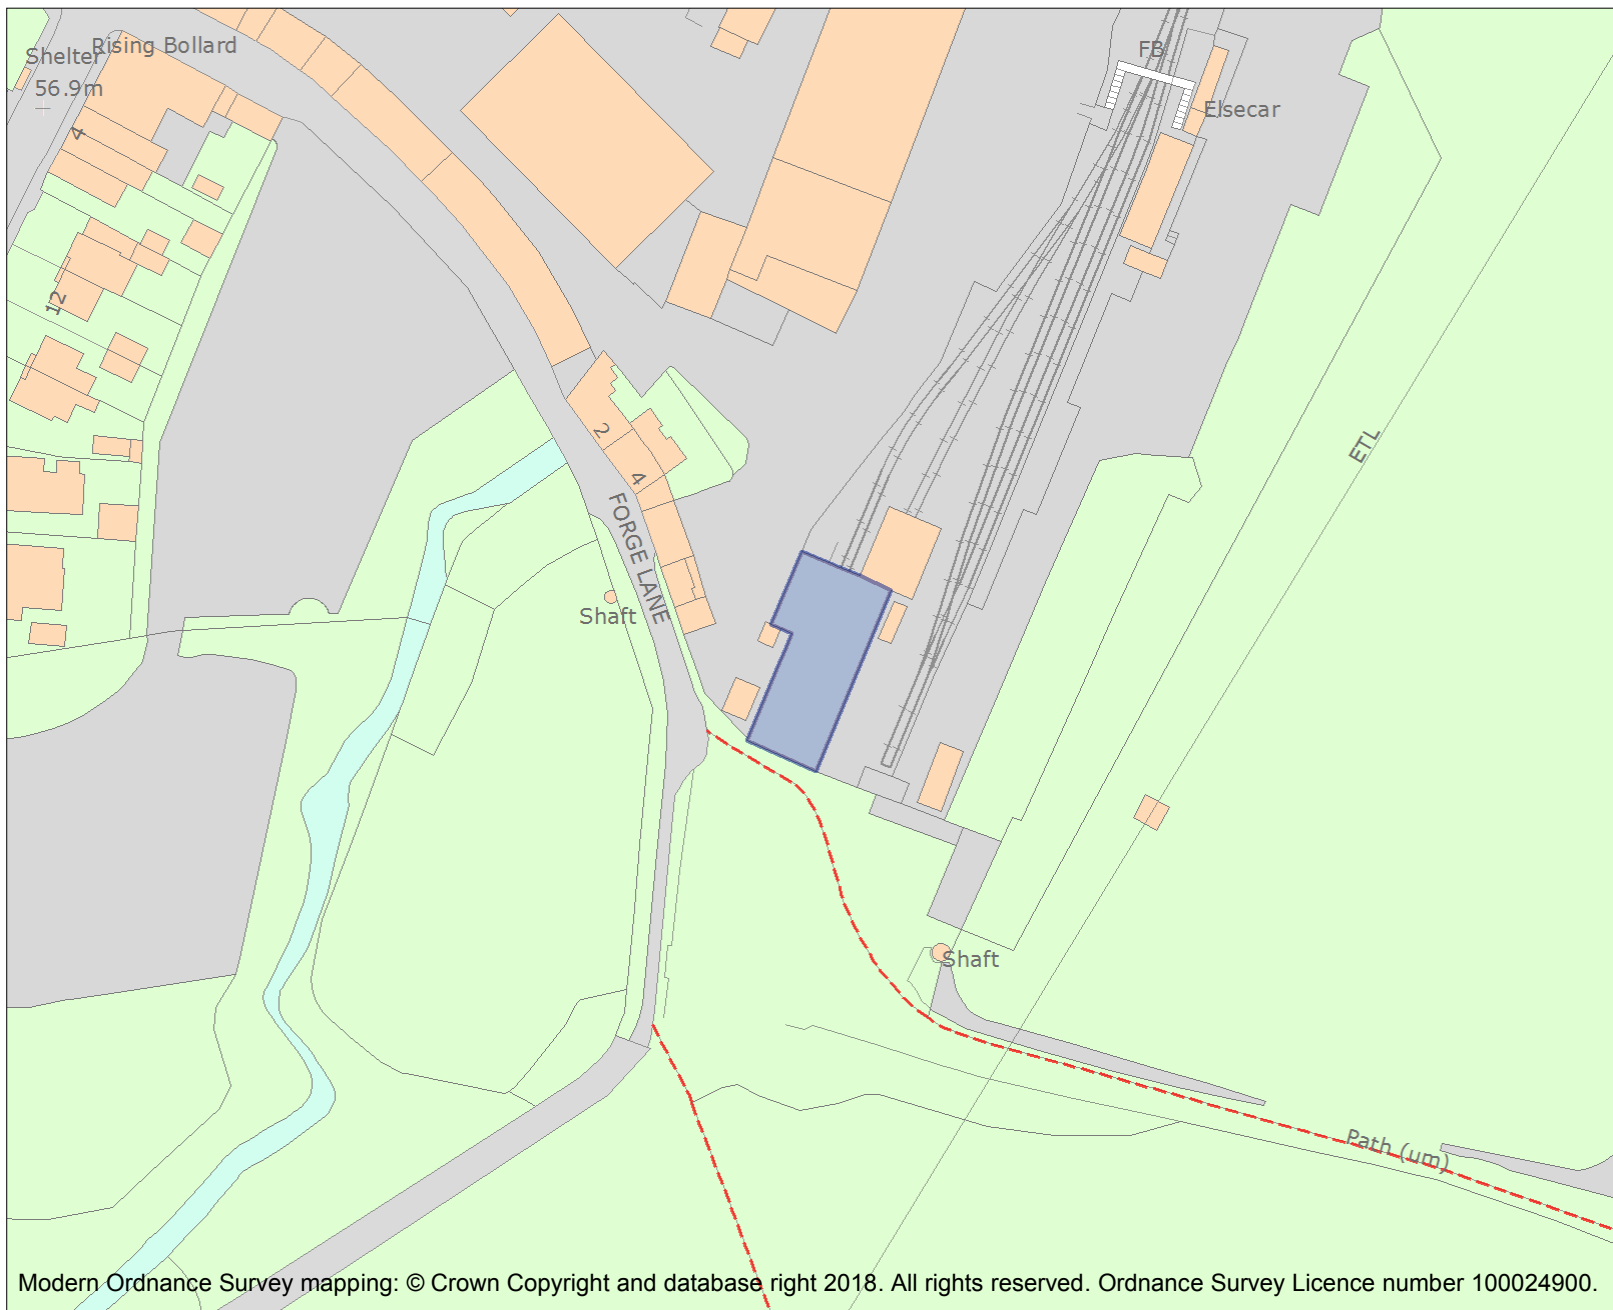 Rising Bollard
Shelter
56.9m
4
12
FB
Elsecar
ETL
2
4
FORGE LANE
Shaft
Shaft
Path (um)
Modern Ordnance Survey mapping: © Crown Copyright and database right 2018. All rights reserved. Ordnance Survey Licence number 100024900.